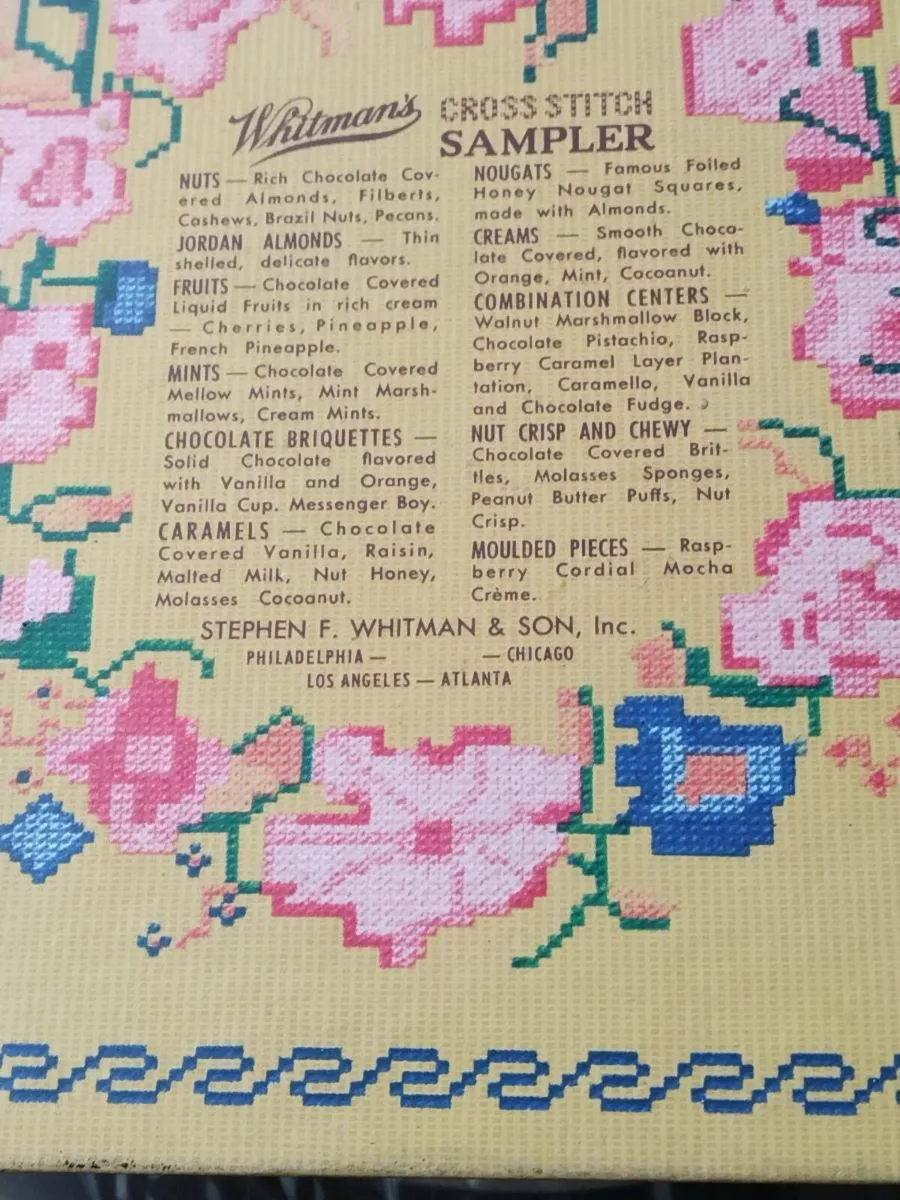 Whitman's CROSS STITCH
SAMPLER
NUTS — Rich Chocolate Cov-
ered Almonds, Filberts,
Cashews, Brazil Nuts, Pecans.
JORDAN ALMONDS — Thin
shelled, delicate flavors.
FRUITS — Chocolate Covered
Liquid Fruits in rich cream
— Cherries, Pineapple,
French Pineapple.
MINTS — Chocolate Covered
Mellow Mints, Mint Marsh-
mallows, Cream Mints.
CHOCOLATE BRIQUETTES —
Solid Chocolate flavored
with Vanilla and Orange,
Vanilla Cup. Messenger Boy.
CARAMELS — Chocolate
Covered Vanilla, Raisin,
Malted Milk, Nut Honey,
Molasses Cocoanut.
NOUGATS — Famous Foiled
Honey Nougat Squares,
made with Almonds.
CREAMS — Smooth Choco-
late Covered, flavored with
Orange, Mint, Cocoanut.
COMBINATION CENTERS —
Walnut Marshmallow Block,
Chocolate Pistachio, Rasp-
berry Caramel Layer Plan-
tation, Caramello, Vanilla
and Chocolate Fudge.
NUT CRISP AND CHEWY —
Chocolate Covered Brit-
tles, Molasses Sponges,
Peanut Butter Puffs, Nut
Crisp.
MOULDED PIECES — Rasp-
berry Cordial Mocha
Crème.
STEPHEN F. WHITMAN & SON, Inc.
PHILADELPHIA — — CHICAGO
LOS ANGELES — ATLANTA